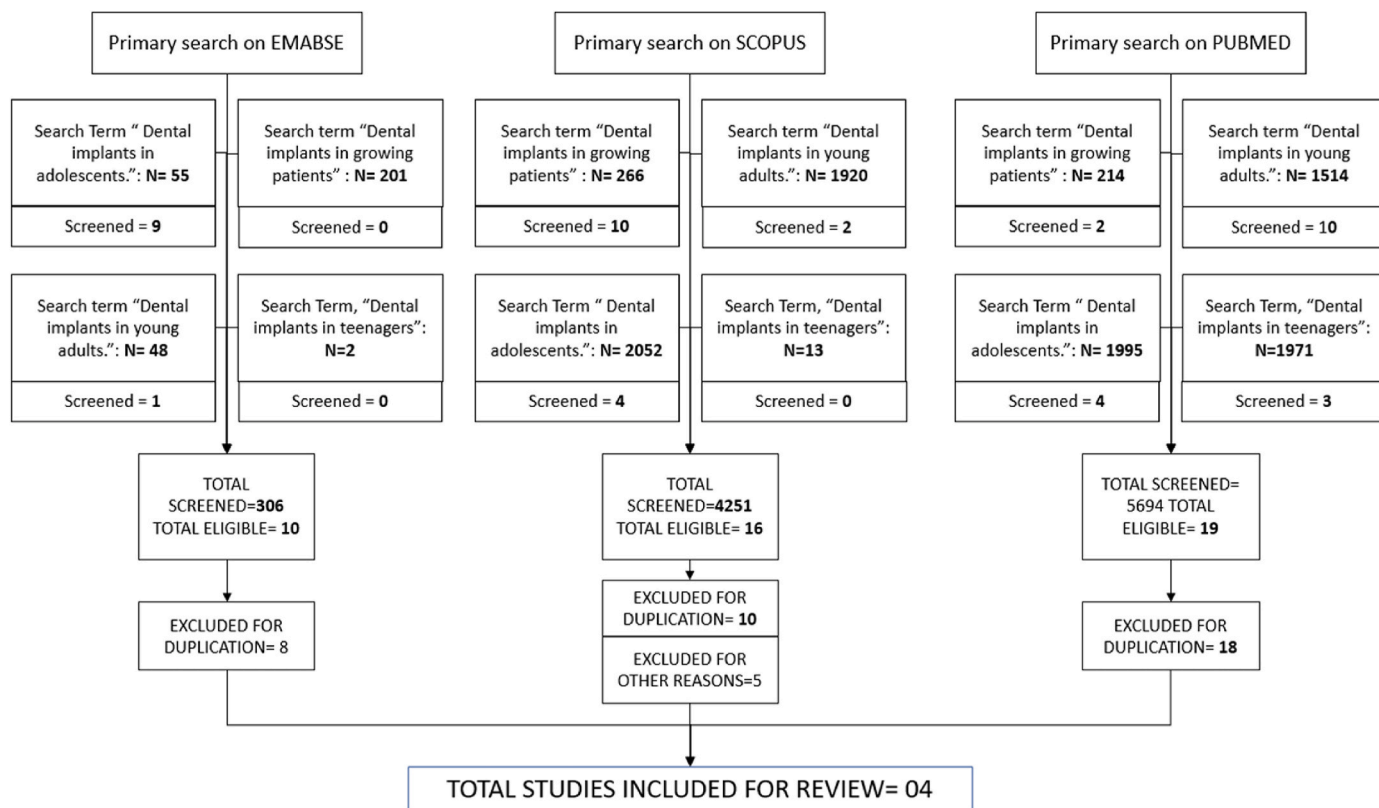 Primary search on EMABSE
Search Term “ Dental
implants in
adolescents.”: N= 55
Screened = 9
Search term “Dental
implants in growing
patients” : N= 201
Screened = 0
Search term “Dental
implants in young
adults.”: N= 48
Screened = 1
Search Term, “Dental
implants in teenagers”:
N=2
Screened = 0
TOTAL
SCREENED=306
TOTAL ELIGIBLE= 10
EXCLUDED FOR
DUPLICATION= 8
Primary search on SCOPUS
Search term “Dental
implants in growing
patients” : N= 266
Screened = 10
Search term “Dental
implants in young
adults.”: N= 1920
Screened = 2
Search Term “ Dental
implants in
adolescents.”: N= 2052
Screened = 4
Search Term, “Dental
implants in teenagers”:
N=13
Screened = 0
TOTAL
SCREENED=4251
TOTAL ELIGIBLE= 16
EXCLUDED FOR
DUPLICATION= 10
EXCLUDED FOR
OTHER REASONS=5
Primary search on PUBMED
Search term “Dental
implants in growing
patients” : N= 214
Screened = 2
Search term “Dental
implants in young
adults.”: N= 1514
Screened = 10
Search Term “ Dental
implants in
adolescents.”: N= 1995
Screened = 4
Search Term, “Dental
implants in teenagers”:
N=1971
Screened = 3
TOTAL SCREENED=
5694 TOTAL
ELIGIBLE= 19
EXCLUDED FOR
DUPLICATION= 18
TOTAL STUDIES INCLUDED FOR REVIEW= 04